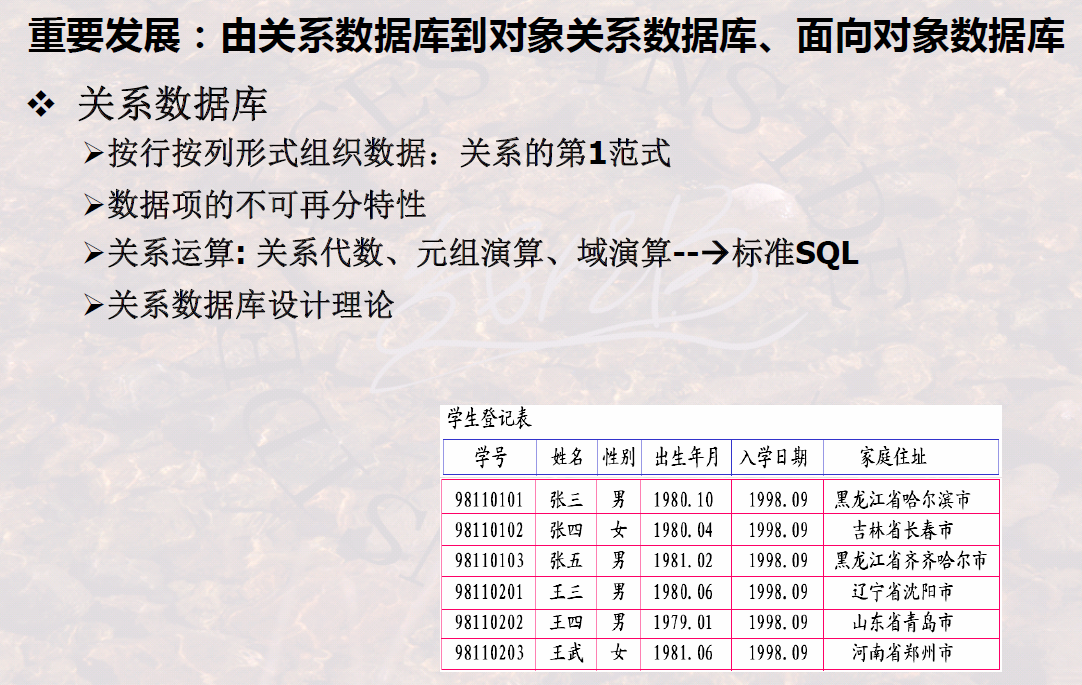 重要发展：由关系数据库到对象关系数据库、面向对象数据库
❖ 关系数据库
➢按行按列形式组织数据：关系的第1范式
➢数据项的不可再分特性
➢关系运算: 关系代数、元组演算、域演算--→标准SQL
➢关系数据库设计理论
学生登记表
学号 姓名 性别 出生年月 入学日期 家庭住址
98110101 张三 男 1980.10 1998.09 黑龙江省哈尔滨市
98110102 张四 女 1980.04 1998.09 吉林省长春市
98110103 张五 男 1981.02 1998.09 黑龙江省齐齐哈尔市
98110201 王三 男 1980.06 1998.09 辽宁省沈阳市
98110202 王四 男 1979.01 1998.09 山东省青岛市
98110203 王武 女 1981.06 1998.09 河南省郑州市